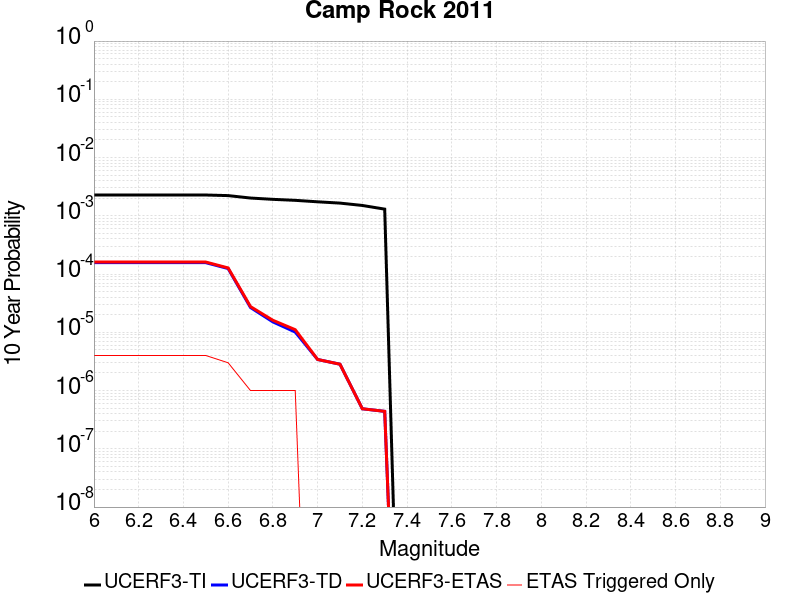 Camp Rock 2011
10 Year Probability
10^0
10^-1
10^-2
10^-3
10^-4
10^-5
10^-6
10^-7
10^-8
6 6.2 6.4 6.6 6.8 7 7.2 7.4 7.6 7.8 8 8.2 8.4 8.6 8.8 9
Magnitude
UCERF3-TI UCERF3-TD UCERF3-ETAS ETAS Triggered Only